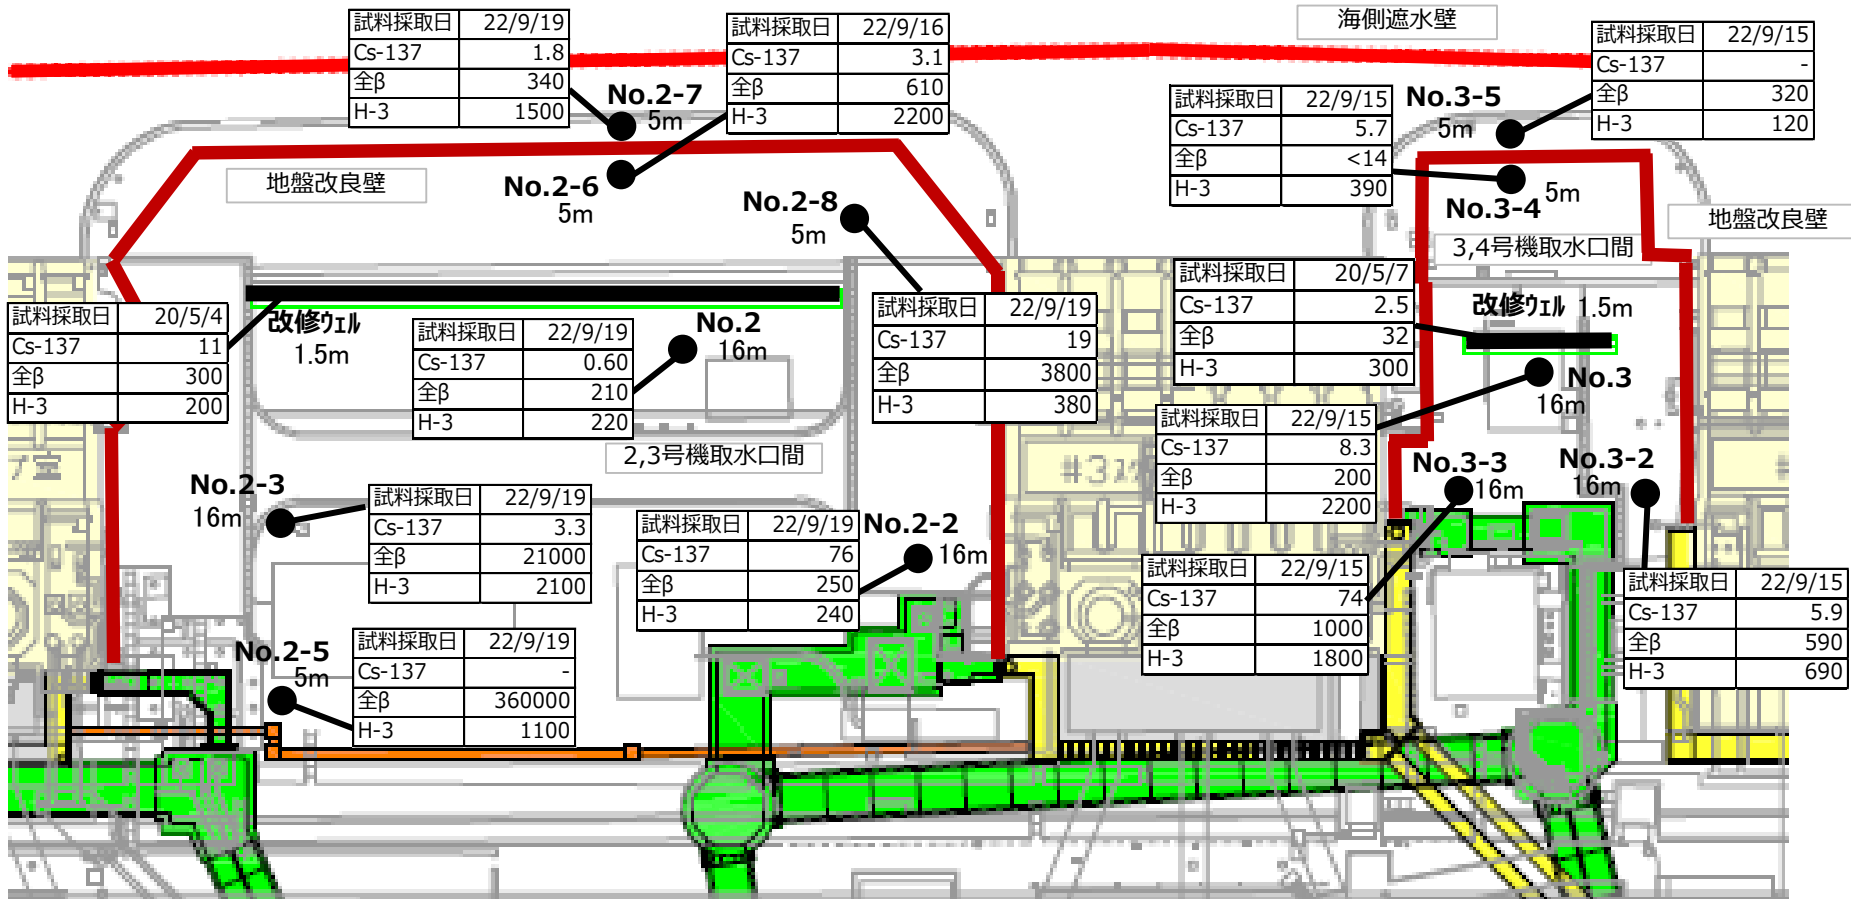 海側遮水壁
試料採取日 22/9/19
Cs-137 1.8
全β 340
H-3 1500
No.2-7
5m
試料採取日 22/9/16
Cs-137 3.1
全β 610
H-3 2200
No.2-6
5m
地盤改良壁
試料採取日 22/9/15
Cs-137 -
全β 320
H-3 120
No.3-5
5m
試料採取日 22/9/15
Cs-137 5.7
全β <14
H-3 390
No.3-4
5m
地盤改良壁
3,4号機取水口間
No.2-8
5m
試料採取日 22/9/19
Cs-137 19
全β 3800
H-3 380
試料採取日 20/5/4
Cs-137 11
全β 300
H-3 200
改修ウェル
1.5m
試料採取日 22/9/19
Cs-137 0.60
全β 210
H-3 220
No.2
16m
2,3号機取水口間
試料採取日 20/5/7
Cs-137 2.5
全β 32
H-3 300
改修ウェル 1.5m
No.3
16m
試料採取日 22/9/15
Cs-137 8.3
全β 200
H-3 2200
No.2-3
16m
試料採取日 22/9/19
Cs-137 3.3
全β 21000
H-3 2100
試料採取日 22/9/19
Cs-137 76
全β 250
H-3 240
No.2-2
16m
No.3-3
16m
試料採取日 22/9/15
Cs-137 74
全β 1000
H-3 1800
No.3-2
16m
試料採取日 22/9/15
Cs-137 5.9
全β 590
H-3 690
No.2-5
5m
試料採取日 22/9/19
Cs-137 -
全β 360000
H-3 1100